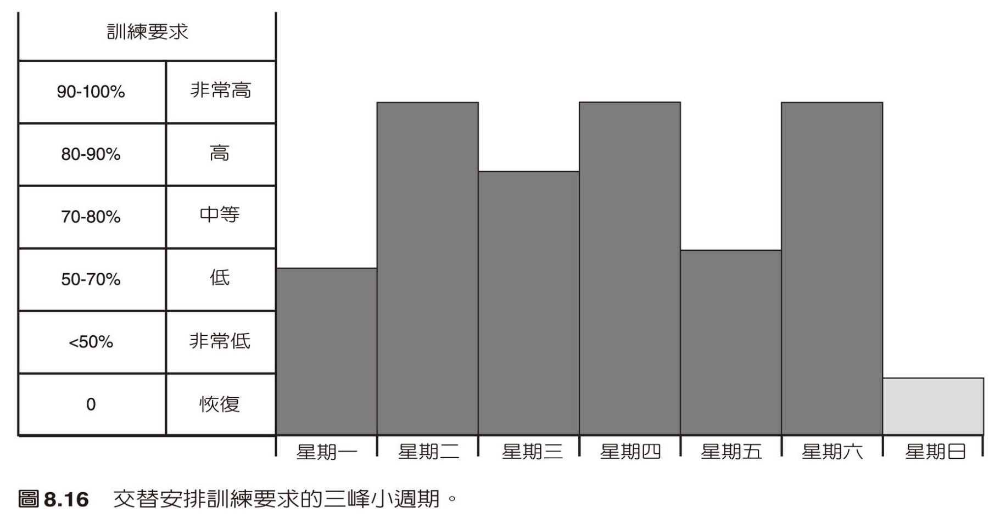 訓練要求
90-100% 非常高
80-90% 高
70-80% 中等
50-70% 低
<50% 非常低
0 恢復
星期一 星期二 星期三 星期四 星期五 星期六 星期日
圖8.16 交替安排訓練要求的三峰小週期。